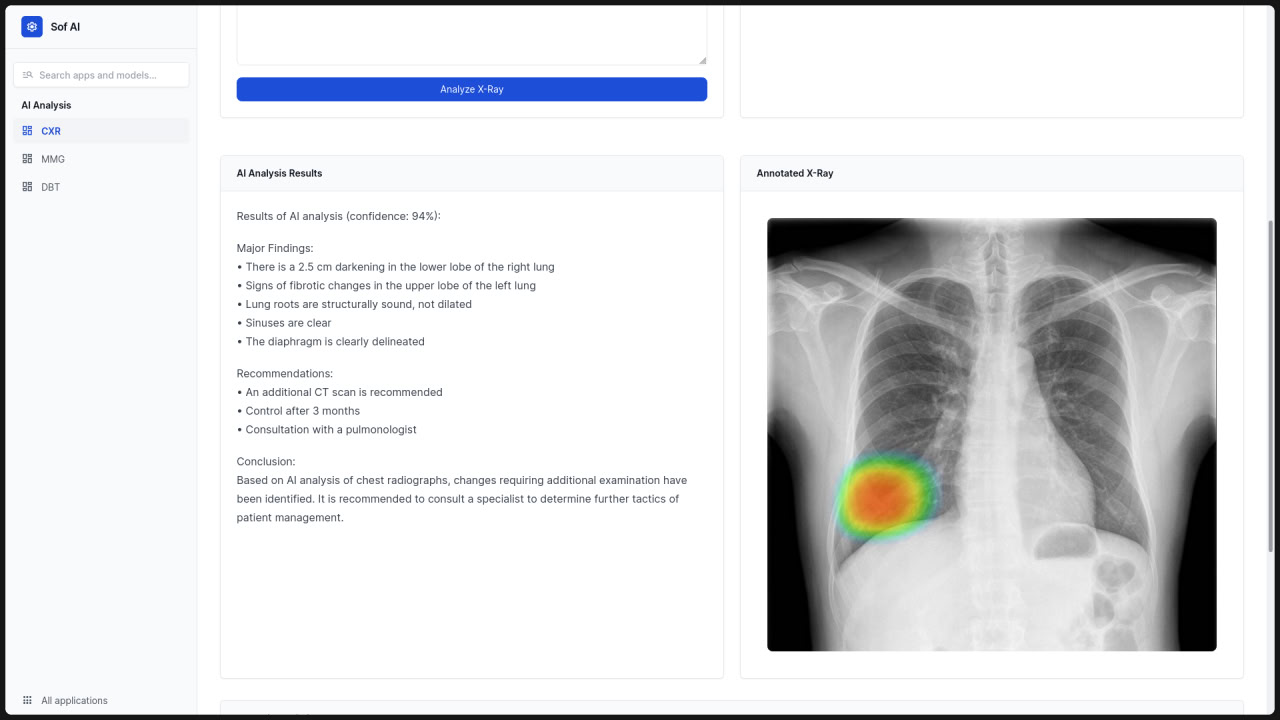 Sof AI
Search apps and models...
AI Analysis
CXR
MMG
DBT
All applications
Analyze X-Ray
AI Analysis Results
Results of AI analysis (confidence: 94%):
Major Findings:
• There is a 2.5 cm darkening in the lower lobe of the right lung
• Signs of fibrotic changes in the upper lobe of the left lung
• Lung roots are structurally sound, not dilated
• Sinuses are clear
• The diaphragm is clearly delineated
Recommendations:
• An additional CT scan is recommended
• Control after 3 months
• Consultation with a pulmonologist
Conclusion:
Based on AI analysis of chest radiographs, changes requiring additional examination have
been identified. It is recommended to consult a specialist to determine further tactics of
patient management.
Annotated X-Ray